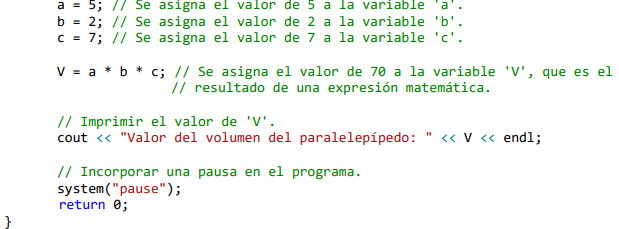 a = 5; // Se asigna el valor de 5 a la variable 'a'.
b = 2; // Se asigna el valor de 2 a la variable 'b'.
c = 7; // Se asigna el valor de 7 a la variable 'c'.
V = a * b * c; // Se asigna el valor de 70 a la variable 'V', que es el
// resultado de una expresión matemática.
// Imprimir el valor de 'V'.
cout << "Valor del volumen del paralelepípedo: " << V << endl;
// Incorporar una pausa en el programa.
system("pause");
return 0;
}